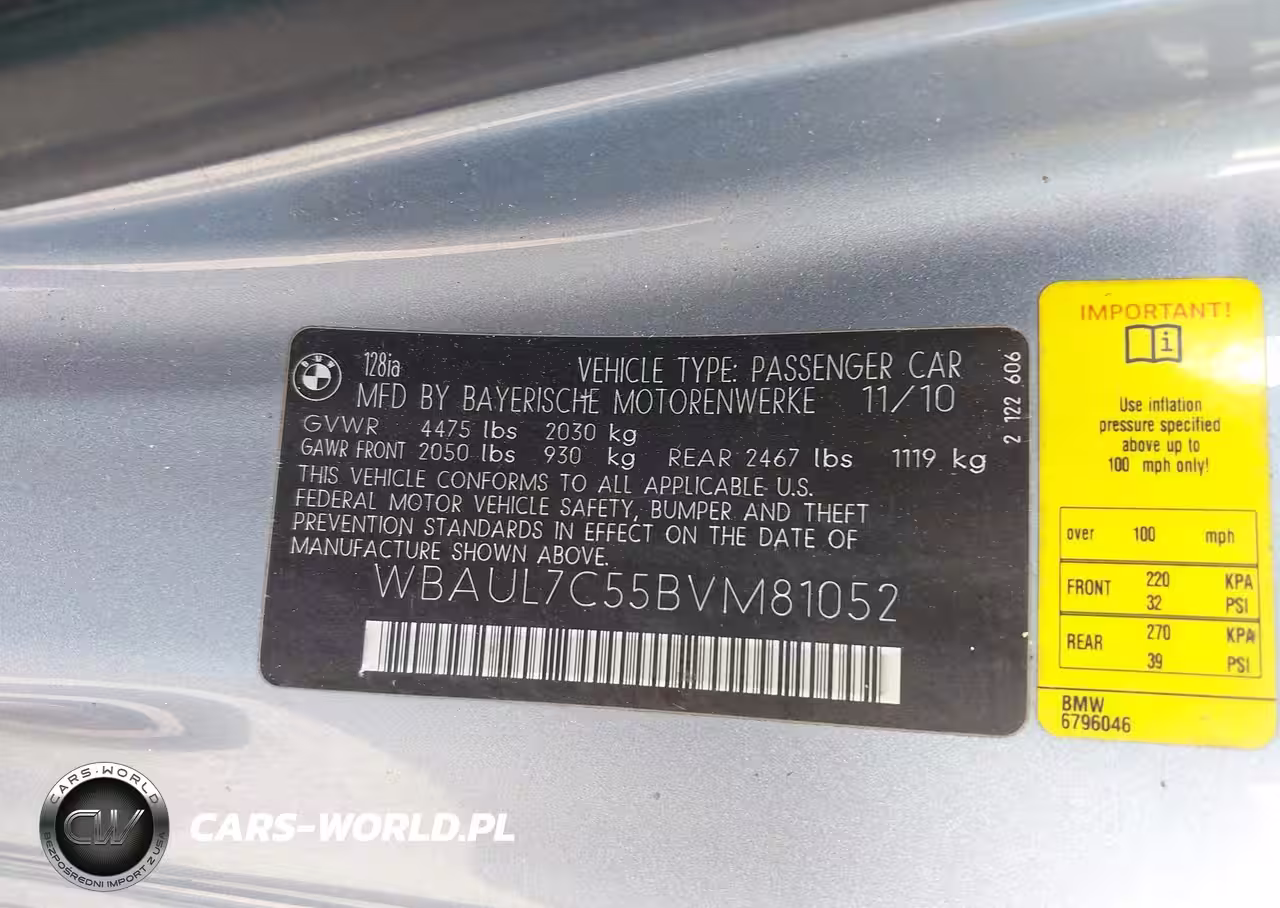 128ia
VEHICLE TYPE: PASSENGER CAR
MFD BY BAYERISCHE MOTORENWERKE 11/10
GVWR 4475 lbs 2030 kg
GAWR FRONT 2050 lbs 930 kg REAR 2467 lbs 1119 kg
THIS VEHICLE CONFORMS TO ALL APPLICABLE U.S.
FEDERAL MOTOR VEHICLE SAFETY, BUMPER AND THEFT
PREVENTION STANDARDS IN EFFECT ON THE DATE OF
MANUFACTURE SHOWN ABOVE.
WBAUL7C55BVM81052
2 122 606
IMPORTANT!
Use inflation
pressure specified
above up to
100 mph only!
over 100 mph
FRONT 220 KPA
32 PSI
REAR 270 KPA
39 PSI
BMW
6796046
CARS-WORLD
CW
BEZPOŚREDNI IMPORT Z USA
CARS-WORLD.PL